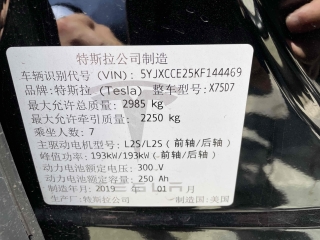 特斯拉公司制造
车辆识别代号（VIN）: 5YJXCCE25KF144469
品牌: 特斯拉 (Tesla) 整车型号: X75D7
最大允许总质量: 2985 kg
最大允许牵引质量: 2250 kg
乘坐人数: 7
主驱动电机型号: L2S/L2S（前轴/后轴）
峰值功率: 193kW/193kW（前轴/后轴）
动力电池额定电压: 300.V
动力电池额定容量: 250 Ah
制造年月: 2019 年 01月
生产厂: 特斯拉公司 制造国: 美国